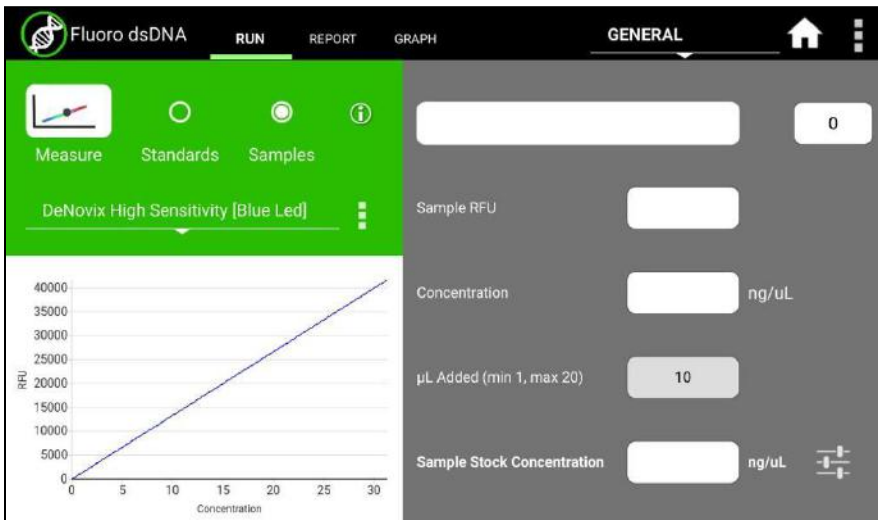 Fluoro dsDNA
RUN
REPORT
GRAPH
GENERAL
Measure
Standards
Samples
DeNovix High Sensitivity [Blue Led]
0
Sample RFU
Concentration
ng/uL
µL Added (min 1, max 20)
10
Sample Stock Concentration
ng/uL
RFU
40000
35000
30000
25000
20000
15000
10000
5000
0
0 5 10 15 20 25 30
Concentration